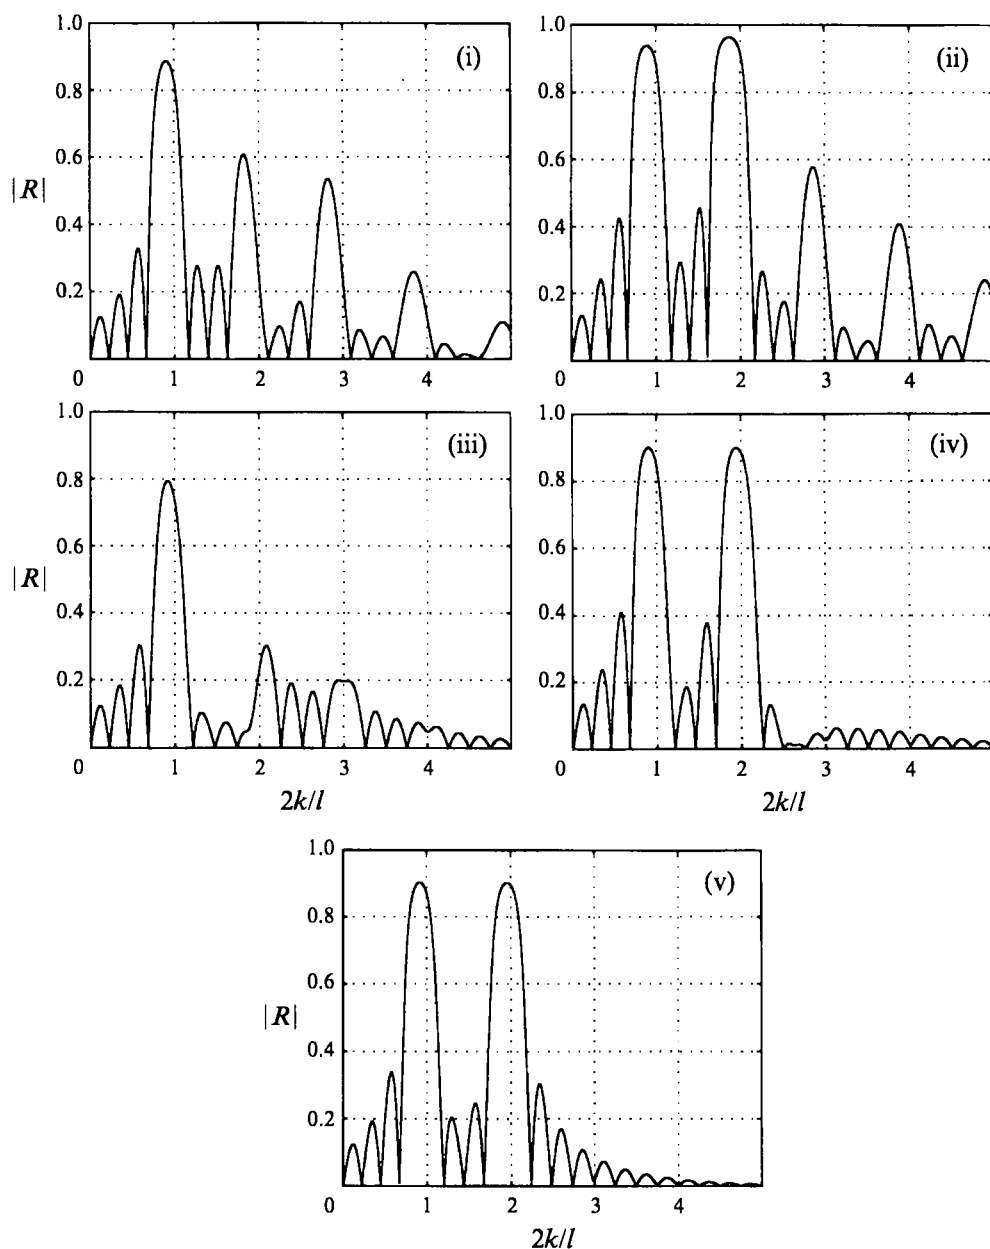 1.0 (i) 1.0 (ii)
0.8 0.8
0.6 0.6
|R|
0.4 0.4
0.2 0.2
0 1 2 3 4 0 1 2 3 4
1.0 (iii) 1.0 (iv)
0.8 0.8
0.6 0.6
|R|
0.4 0.4
0.2 0.2
0 1 2 3 4 0 1 2 3 4
2k/l 2k/l
1.0 (v)
0.8
0.6
|R|
0.4
0.2
0 1 2 3 4
2k/l